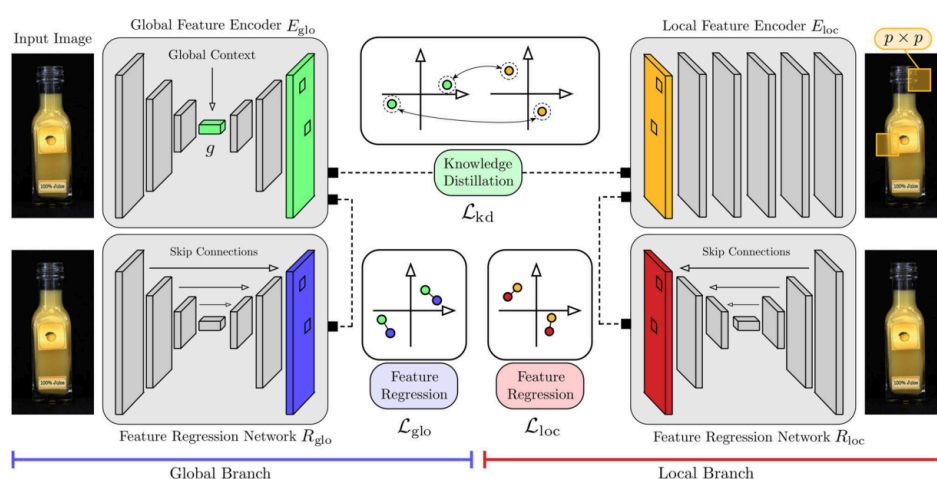 Global Feature Encoder E_glo
Local Feature Encoder E_loc
Input Image
Global Context
g
p × p
Knowledge
Distillation
L_kd
100% Juice
100% Juice
Skip Connections
Skip Connections
100% Juice
100% Juice
Feature
Regression
L_glo
Feature
Regression
L_loc
Feature Regression Network R_glo
Feature Regression Network R_loc
Global Branch
Local Branch